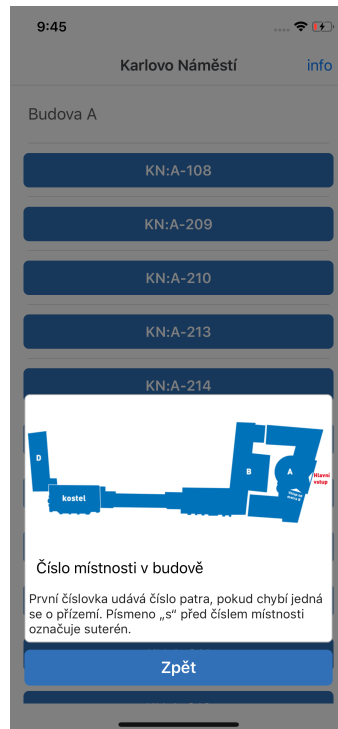 9:45
Karlovo Náměstí
info
Budova A
KN:A-108
KN:A-209
KN:A-210
KN:A-213
KN:A-214
D
kostel
B
A
Hlavní
vstup
Číslo místnosti v budově
První číslovka udává číslo patra, pokud chybí jedná
se o přízemí. Písmeno „s“ před číslem místnosti
označuje suterén.
Zpět